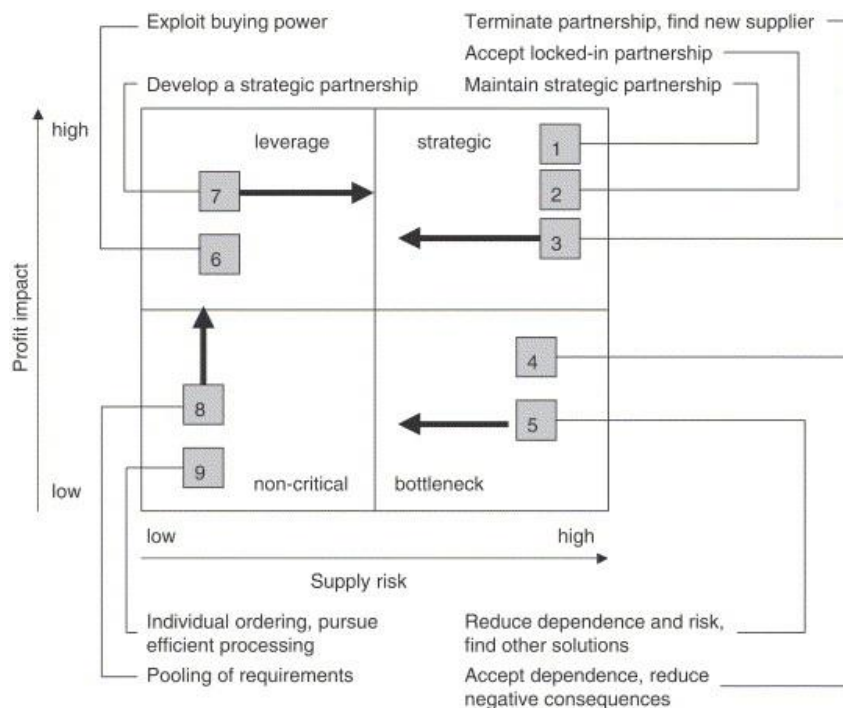 Exploit buying power
Terminate partnership, find new supplier
Accept locked-in partnership
Develop a strategic partnership
Maintain strategic partnership
high
leverage
strategic
1
7
2
3
6
Profit impact
4
8
5
9
low
non-critical
bottleneck
low
high
Supply risk
Individual ordering, pursue
efficient processing
Reduce dependence and risk,
find other solutions
Pooling of requirements
Accept dependence, reduce
negative consequences